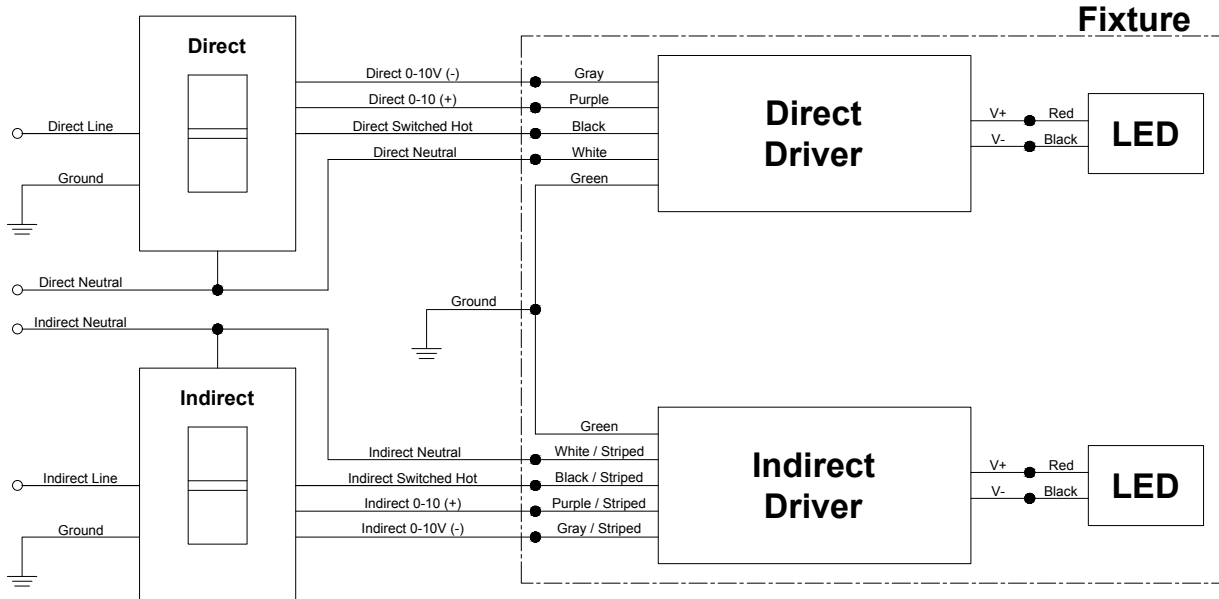 Fixture
Direct
Direct 0-10V (-)
Gray
Direct 0-10 (+)
Purple
Direct Line
Direct Switched Hot
Black
Direct Neutral
White
Ground
Green
Direct
Driver
V+
Red
V-
Black
LED
Direct Neutral
Indirect Neutral
Ground
Indirect
Green
Indirect Neutral
White / Striped
Indirect Line
Indirect Switched Hot
Black / Striped
Indirect 0-10 (+)
Purple / Striped
Ground
Indirect 0-10V (-)
Gray / Striped
Indirect
Driver
V+
Red
V-
Black
LED